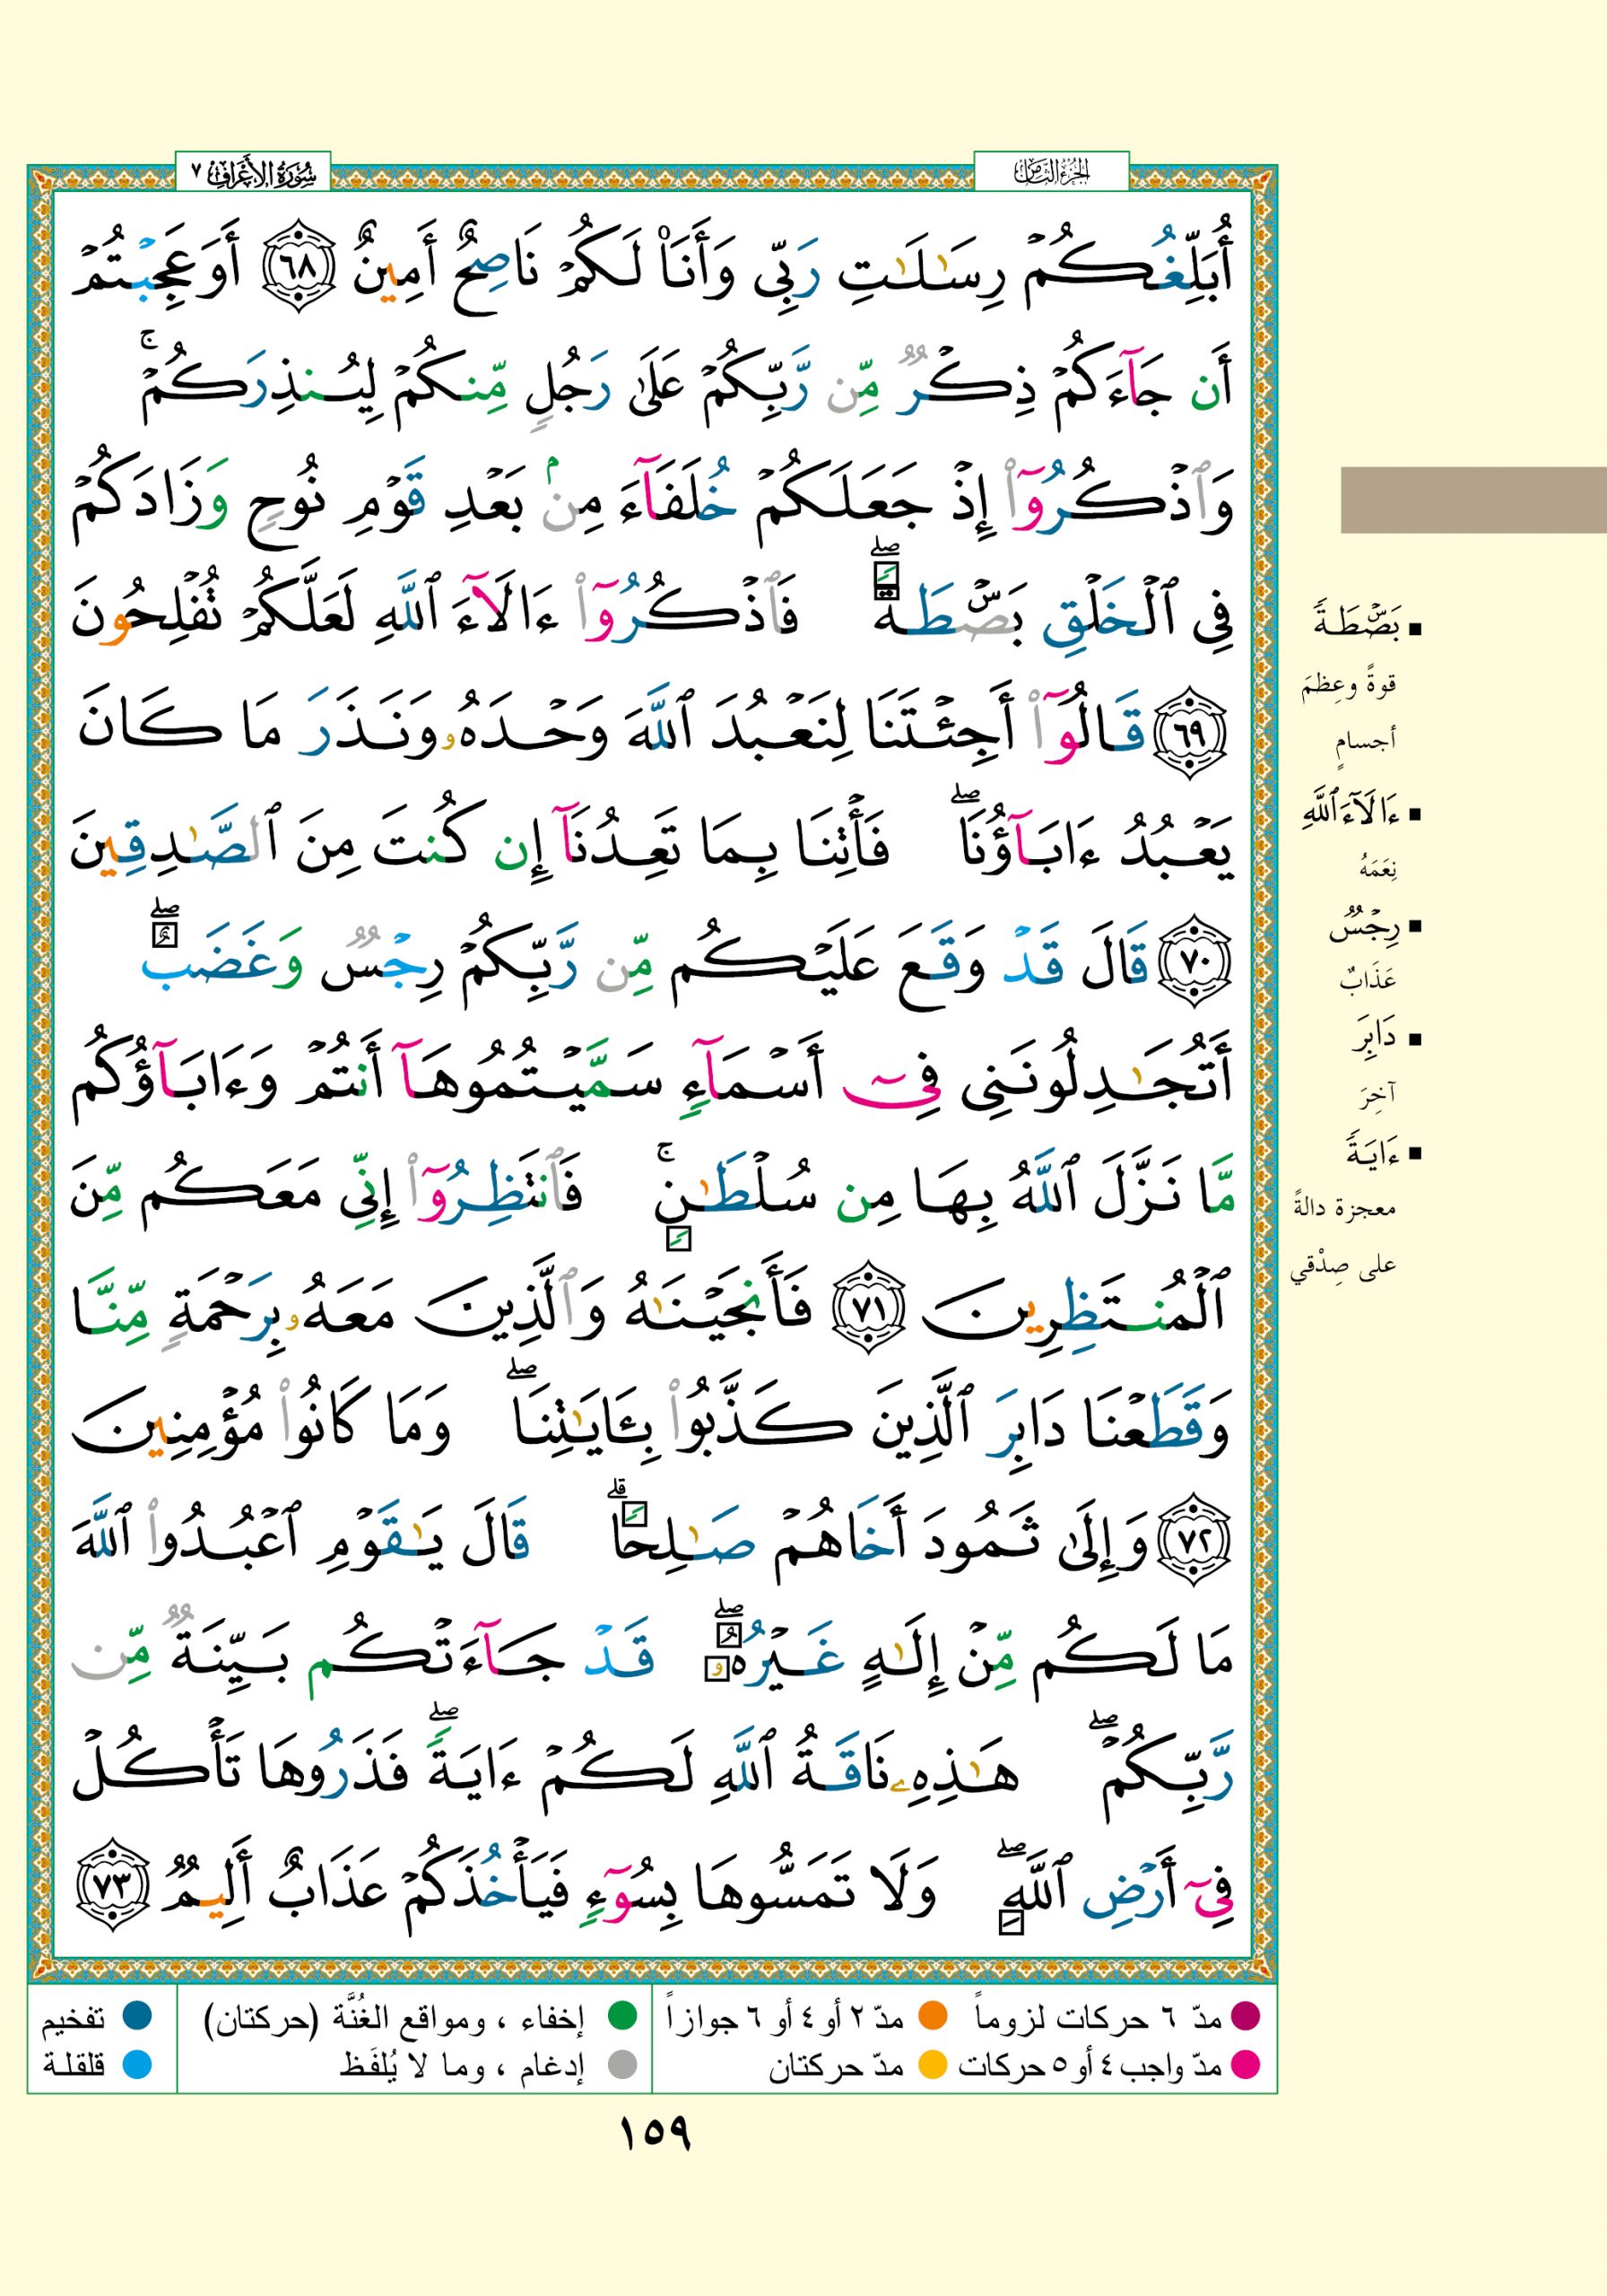 الجزء الثامن
سورة الأعراف ٧
أُبَلِّغُكُمْ رِسَٰلَٰتِ رَبِّى وَأَنَا۠ لَكُمْ نَاصِحٌ أَمِينٌ ٦٨ أَوَعَجِبْتُمْ
أَن جَآءَكُمْ ذِكْرٌ مِّن رَّبِّكُمْ عَلَىٰ رَجُلٍ مِّنكُمْ لِيُنذِرَكُمْ ۚ
وَٱذْكُرُوٓا۟ إِذْ جَعَلَكُمْ خُلَفَآءَ مِنۢ بَعْدِ قَوْمِ نُوحٍ وَزَادَكُمْ
فِى ٱلْخَلْقِ بَصْۜطَةً ۖ فَٱذْكُرُوٓا۟ ءَالَآءَ ٱللَّهِ لَعَلَّكُمْ تُفْلِحُونَ
٦٩ قَالُوٓا۟ أَجِئْتَنَا لِنَعْبُدَ ٱللَّهَ وَحْدَهُۥ وَنَذَرَ مَا كَانَ
يَعْبُدُ ءَابَآؤُنَا ۖ فَأْتِنَا بِمَا تَعِدُنَآ إِن كُنتَ مِنَ ٱلصَّٰدِقِينَ
٧٠ قَالَ قَدْ وَقَعَ عَلَيْكُم مِّن رَّبِّكُمْ رِجْسٌ وَغَضَبٌ ۖ
أَتُجَٰدِلُونَنِى فِىٓ أَسْمَآءٍ سَمَّيْتُمُوهَآ أَنتُمْ وَءَابَآؤُكُم
مَّا نَزَّلَ ٱللَّهُ بِهَا مِن سُلْطَٰنٍ ۚ فَٱنتَظِرُوٓا۟ إِنِّى مَعَكُم مِّنَ
ٱلْمُنتَظِرِينَ ٧١ فَأَنجَيْنَٰهُ وَٱلَّذِينَ مَعَهُۥ بِرَحْمَةٍ مِّنَّا
وَقَطَعْنَا دَابِرَ ٱلَّذِينَ كَذَّبُوا۟ بِـَٔايَٰتِنَا ۖ وَمَا كَانُوا۟ مُؤْمِنِينَ
٧٢ وَإِلَىٰ ثَمُودَ أَخَاهُمْ صَٰلِحًا ۗ قَالَ يَٰقَوْمِ ٱعْبُدُوا۟ ٱللَّهَ
مَا لَكُم مِّنْ إِلَٰهٍ غَيْرُهُۥ ۖ قَدْ جَآءَتْكُم بَيِّنَةٌ مِّن
رَّبِّكُمْ ۖ هَٰذِهِۦ نَاقَةُ ٱللَّهِ لَكُمْ ءَايَةً ۖ فَذَرُوهَا تَأْكُلْ
فِىٓ أَرْضِ ٱللَّهِ ۖ وَلَا تَمَسُّوهَا بِسُوٓءٍ فَيَأْخُذَكُمْ عَذَابٌ أَلِيمٌ ٧٣
■ بَصْۜطَةً
قوةً وعِظمَ
أجسامٍ
■ ءَالَآءَ ٱللَّهِ
نِعَمَهُ
■ رِجْسٌ
عَذَابٌ
■ دَابِرَ
آخِرَ
■ ءَايَةً
معجزة دالةً
على صِدْقي
مدّ ٦ حركات لزوماً
مدّ ٢ أو ٤ أو ٦ جوازاً
إخفاء ، ومواقع الغُنَّة (حركتان)
تفخيم
مدّ واجب ٤ أو ٥ حركات
مدّ حركتان
إدغام ، وما لا يُلفَظ
قلقلة
١٥٩